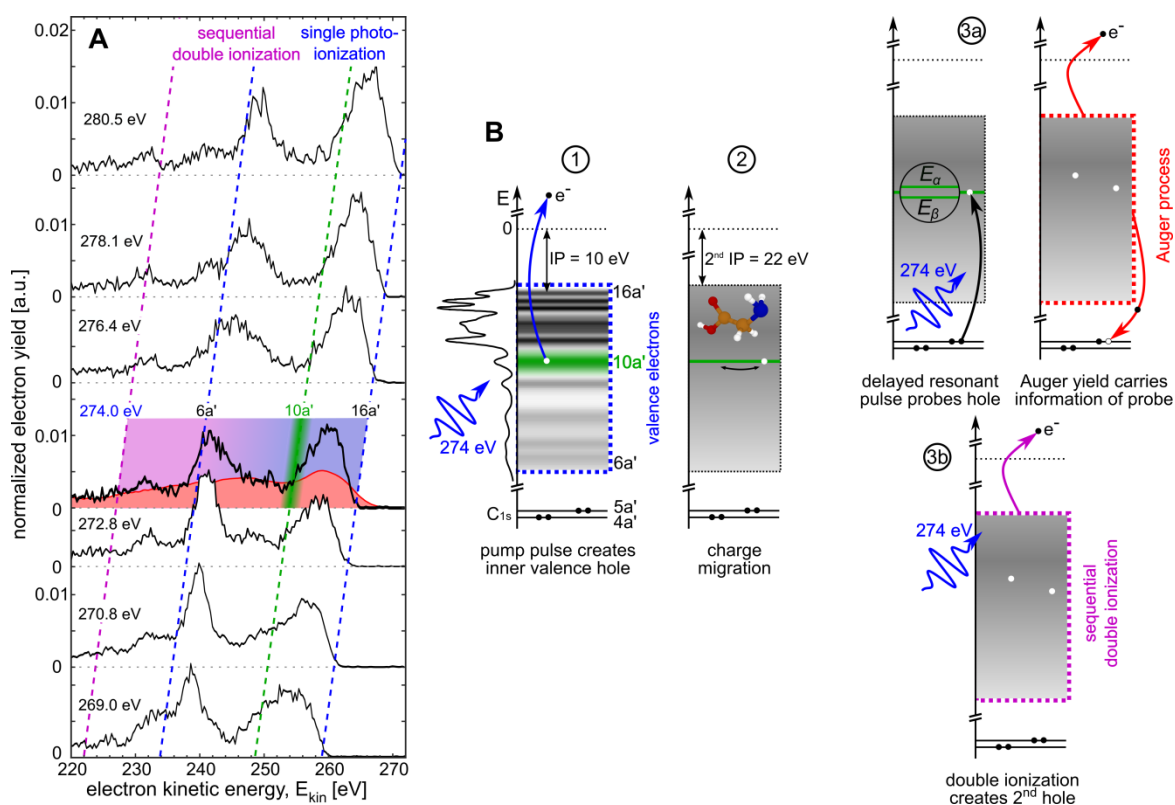 A
sequential
double ionization
single photo-
ionization
0.02
0.01
0
0.01
0
0
0.01
0
0
0.01
0
0
280.5 eV
278.1 eV
276.4 eV
274.0 eV
6a'
10a'
16a'
272.8 eV
270.8 eV
269.0 eV
normalized electron yield [a.u.]
220 230 240 250 260 270
electron kinetic energy, Ekin [eV]
B
1
E
e-
0
IP = 10 eV
16a'
10a'
6a'
valence electrons
274 eV
C1s
5a'
4a'
pump pulse creates
inner valence hole
2
2nd IP = 22 eV
charge
migration
3a
Eα
Eβ
274 eV
delayed resonant
pulse probes hole
e-
Auger process
Auger yield carries
information of probe
3b
e-
274 eV
sequential
double ionization
double ionization
creates 2nd hole